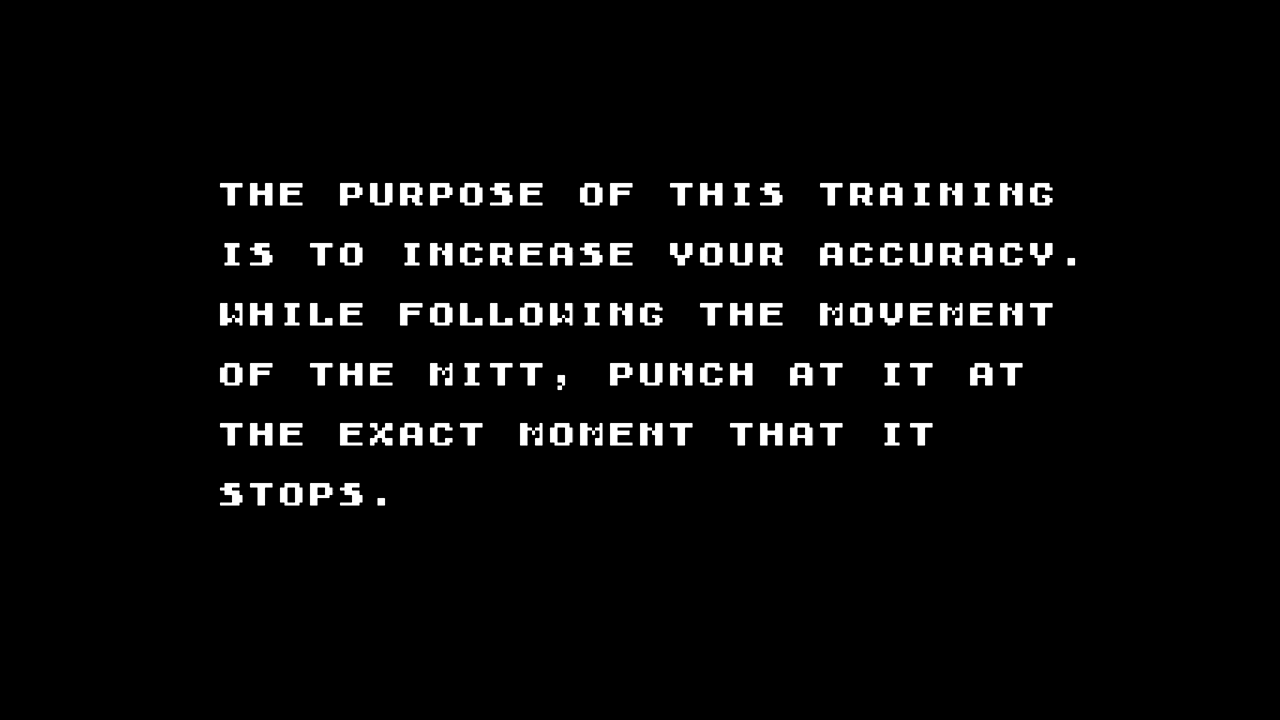 THE PURPOSE OF THIS TRAINING
IS TO INCREASE YOUR ACCURACY.
WHILE FOLLOWING THE MOVEMENT
OF THE MITT, PUNCH AT IT AT
THE EXACT MOMENT THAT IT
STOPS.